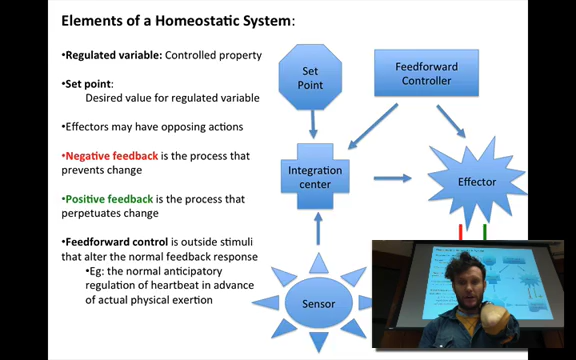 Elements of a Homeostatic System:
•Regulated variable: Controlled property
•Set point:
Desired value for regulated variable
•Effectors may have opposing actions
•Negative feedback is the process that
prevents change
•Positive feedback is the process that
perpetuates change
•Feedforward control is outside stimuli
that alter the normal feedback response
•Eg: the normal anticipatory
regulation of heartbeat in advance
of actual physical exertion
Set
Point
Feedforward
Controller
Integration
center
Effector
Sensor